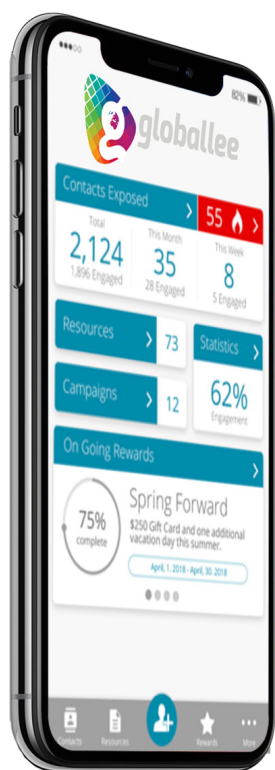 82%
globallee
Contacts Exposed
55
Total
This Month
This Week
2,124
35
8
1,896 Engaged
28 Engaged
5 Engaged
Resources
73
Statistics
Campaigns
12
62%
Engagement
On Going Rewards
75%
complete
Spring Forward
$250 Gift Card and one additional
vacation day this summer.
April, 1. 2018 - April, 30. 2018
Contacts
Resources
Rewards
More